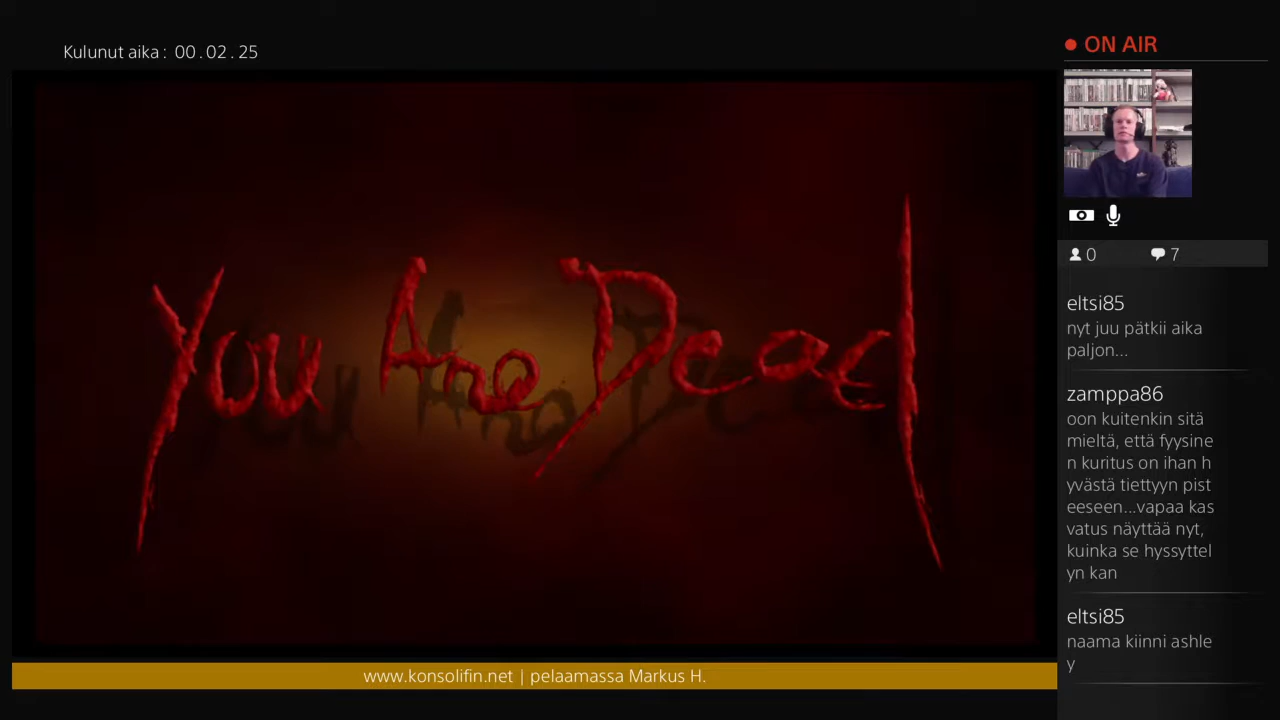 Kulunut aika : 00.02.25
ON AIR
You Are Dead
0
7
eltsi85
nyt juu pätkii aika
paljon...
zamppa86
oon kuitenkin sitä
mieltä, että fyysine
n kuritus on ihan h
yvästä tiettyyn pist
eeseen...vapaa kas
vatus näyttää nyt,
kuinka se hyssyttel
yn kan
eltsi85
naama kiinni ashle
y
www.konsolifin.net | pelaamassa Markus H.